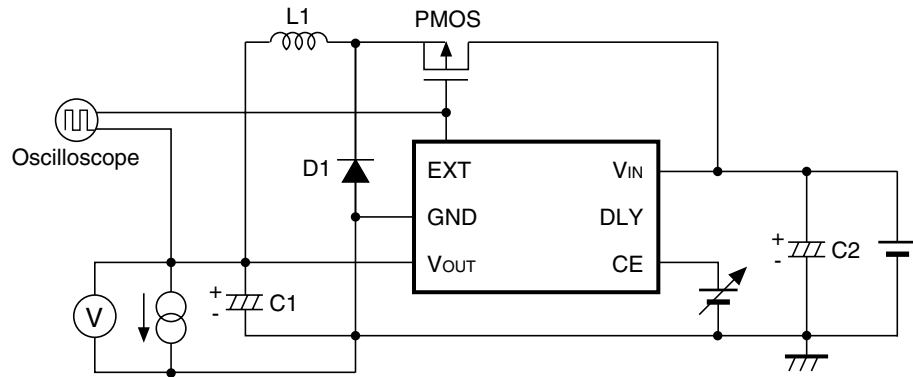 L1
PMOS
Oscilloscope
D1
EXT
VIN
GND
DLY
VOUT
CE
+
-
C1
+
-
C2
V